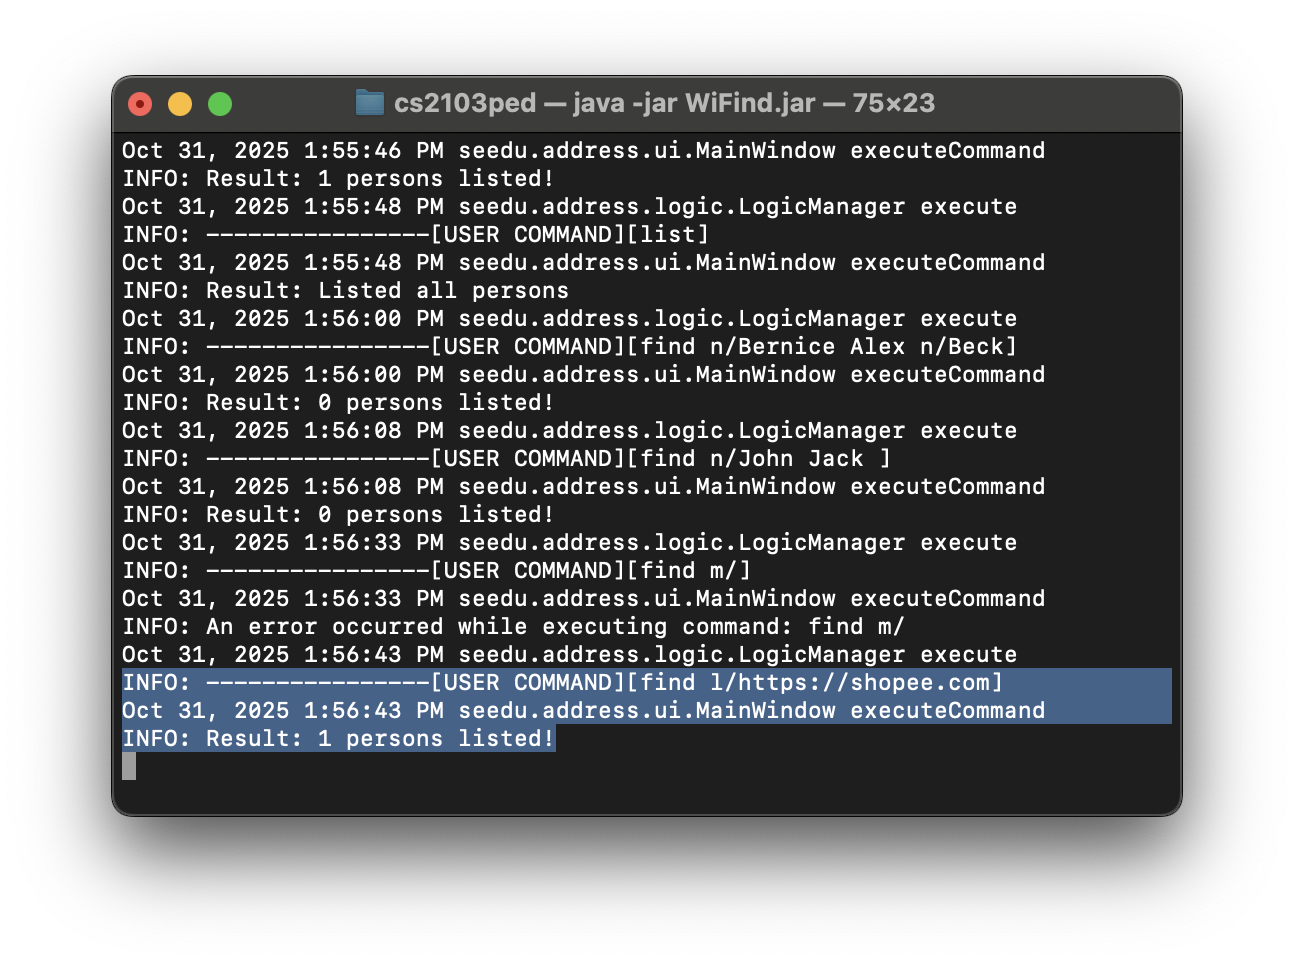 cs2103ped — java -jar WiFind.jar — 75×23
Oct 31, 2025 1:55:46 PM seedu.address.ui.MainWindow executeCommand
INFO: Result: 1 persons listed!
Oct 31, 2025 1:55:48 PM seedu.address.logic.LogicManager execute
INFO: ----------------[USER COMMAND][list]
Oct 31, 2025 1:55:48 PM seedu.address.ui.MainWindow executeCommand
INFO: Result: Listed all persons
Oct 31, 2025 1:56:00 PM seedu.address.logic.LogicManager execute
INFO: ----------------[USER COMMAND][find n/Bernice Alex n/Beck]
Oct 31, 2025 1:56:00 PM seedu.address.ui.MainWindow executeCommand
INFO: Result: 0 persons listed!
Oct 31, 2025 1:56:08 PM seedu.address.logic.LogicManager execute
INFO: ----------------[USER COMMAND][find n/John Jack ]
Oct 31, 2025 1:56:08 PM seedu.address.ui.MainWindow executeCommand
INFO: Result: 0 persons listed!
Oct 31, 2025 1:56:33 PM seedu.address.logic.LogicManager execute
INFO: ----------------[USER COMMAND][find m/]
Oct 31, 2025 1:56:33 PM seedu.address.ui.MainWindow executeCommand
INFO: An error occurred while executing command: find m/
Oct 31, 2025 1:56:43 PM seedu.address.logic.LogicManager execute
INFO: ----------------[USER COMMAND][find l/https://shopee.com]
Oct 31, 2025 1:56:43 PM seedu.address.ui.MainWindow executeCommand
INFO: Result: 1 persons listed!